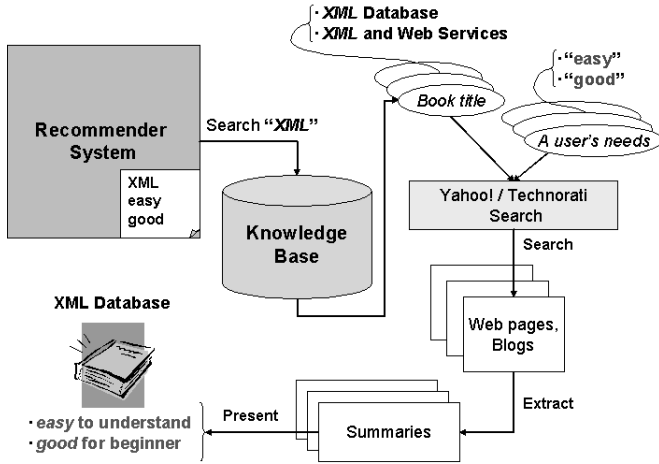 · XML Database
· XML and Web Services
· "easy"
· "good"
Book title
A user's needs
Recommender
System
XML
easy
good
Search "XML"
Knowledge
Base
Yahoo! / Technorati
Search
Search
Web pages,
Blogs
Extract
Summaries
Present
XML Database
· easy to understand
· good for beginner